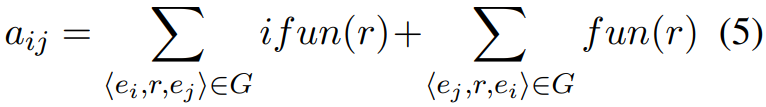 a_{ij} = \sum_{\langle e_i,r,e_j \rangle \in G} ifun(r) + \sum_{\langle e_j,r,e_i \rangle \in G} fun(r) (5)